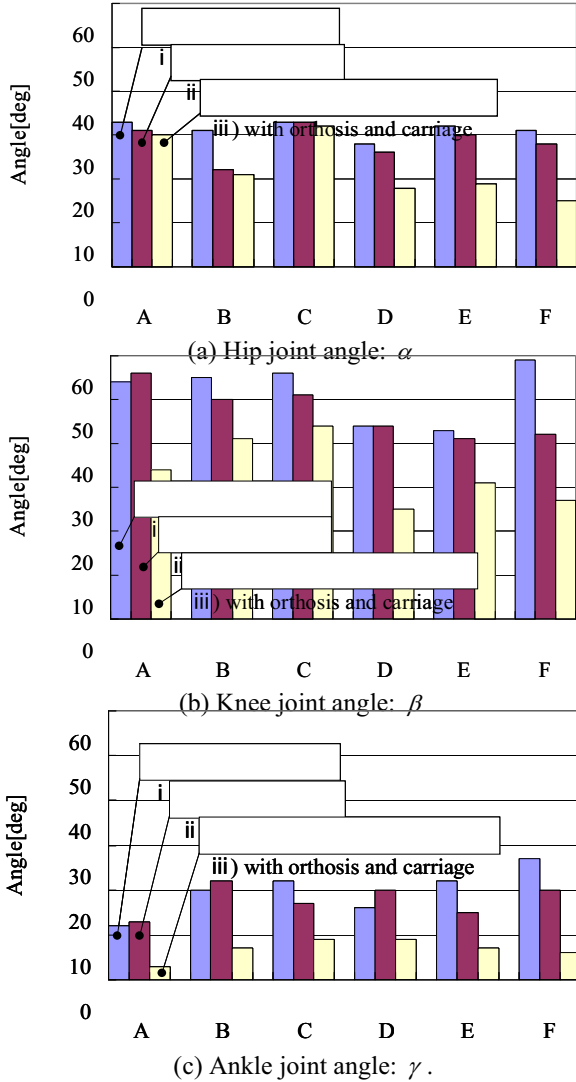 Angle[deg]
60
50
40
30
20
10
0
i
ii
iii) with orthosis and carriage
A B C D E F
(a) Hip joint angle: α
Angle[deg]
60
50
40
30
20
10
0
i
ii
iii) with orthosis and carriage
A B C D E F
(b) Knee joint angle: β
Angle[deg]
60
50
40
30
20
10
0
i
ii
iii) with orthosis and carriage
A B C D E F
(c) Ankle joint angle: γ .